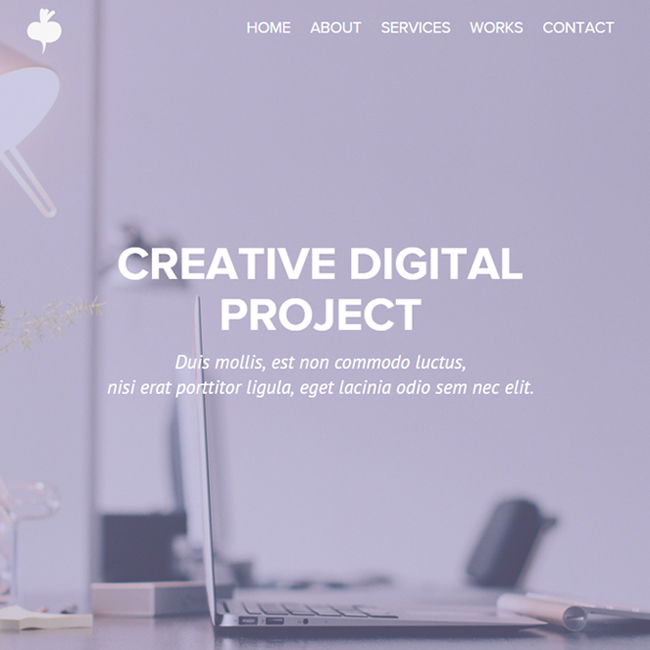 HOME ABOUT SERVICES WORKS CONTACT
CREATIVE DIGITAL
PROJECT
Duis mollis, est non commodo luctus,
nisi erat porttitor ligula, eget lacinia odio sem nec elit.